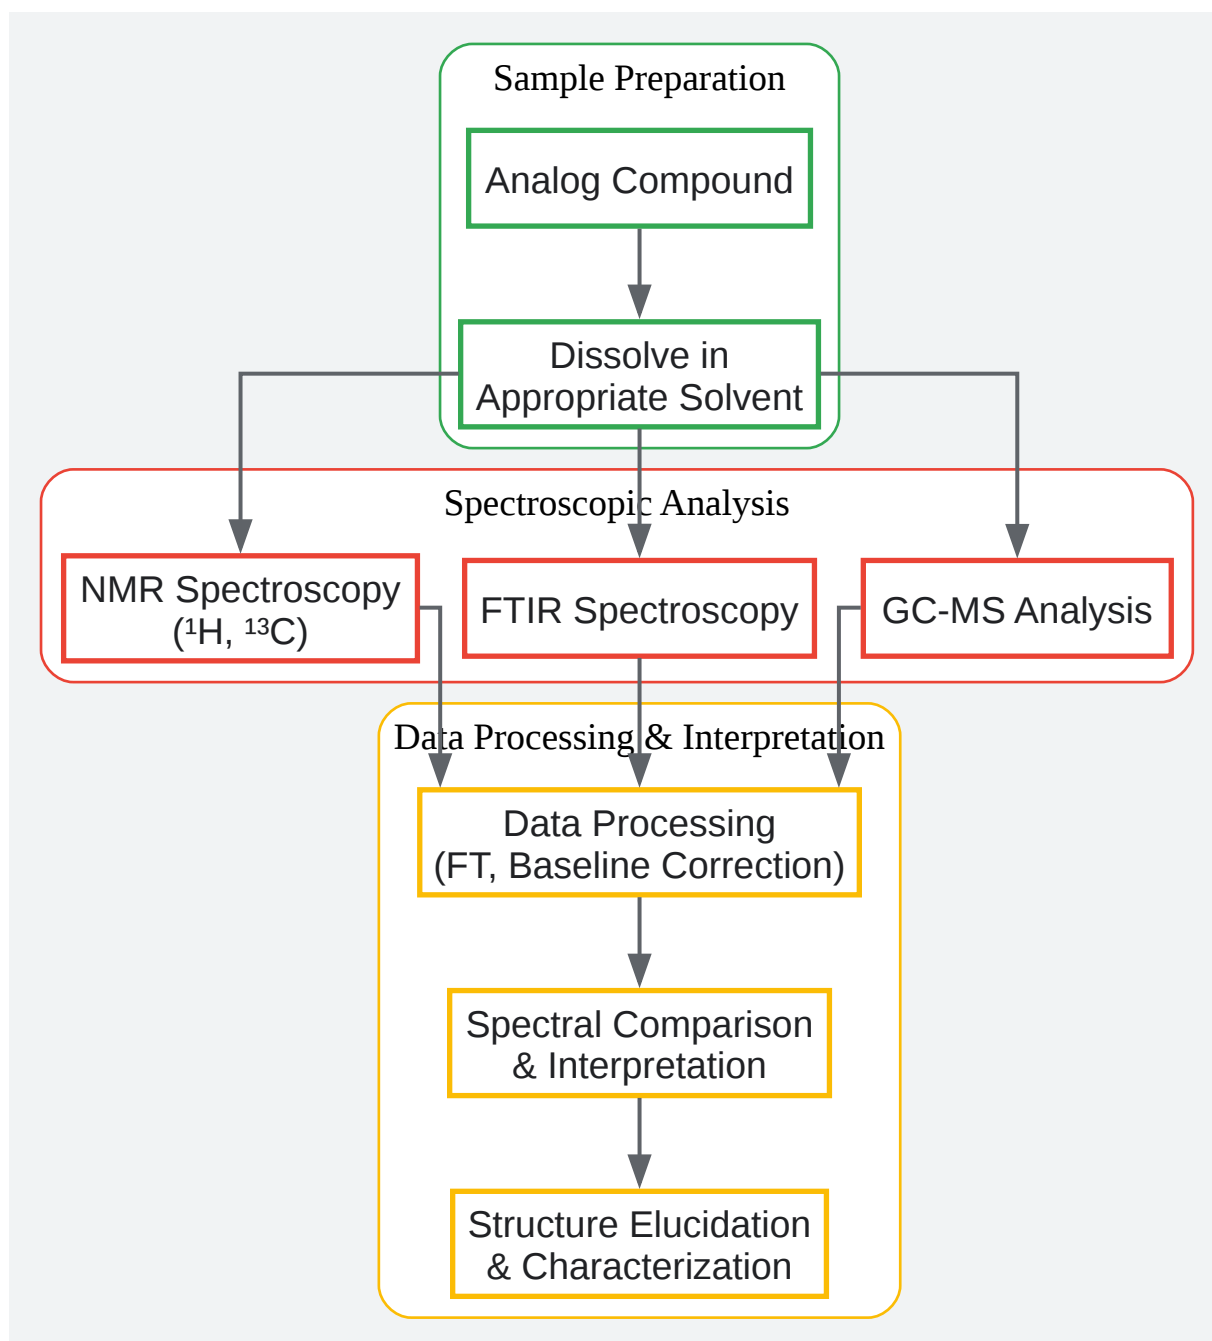 Sample Preparation
Analog Compound
Dissolve in
Appropriate Solvent
Spectroscopic Analysis
NMR Spectroscopy
(¹H, ¹³C)
FTIR Spectroscopy
GC-MS Analysis
Data Processing & Interpretation
Data Processing
(FT, Baseline Correction)
Spectral Comparison
& Interpretation
Structure Elucidation
& Characterization